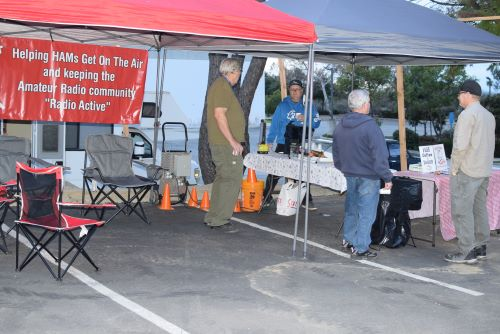 Helping HAMs Get On The Air
and keeping the
Amateur Radio community
"Radio Active"